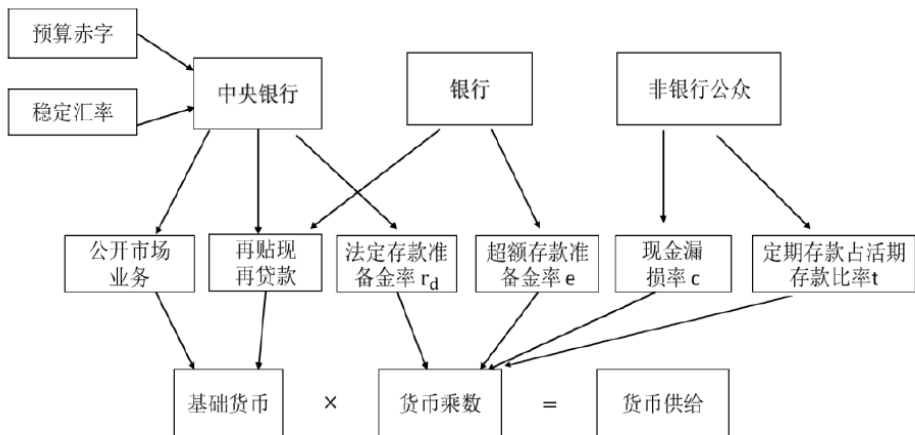 预算赤字
稳定汇率
中央银行
银行
非银行公众
公开市场
业务
再贴现
再贷款
法定存款准
备金率 rd
超额存款准
备金率 e
现金漏
损率 c
定期存款占活期
存款比率t
基础货币
×
货币乘数
=
货币供给